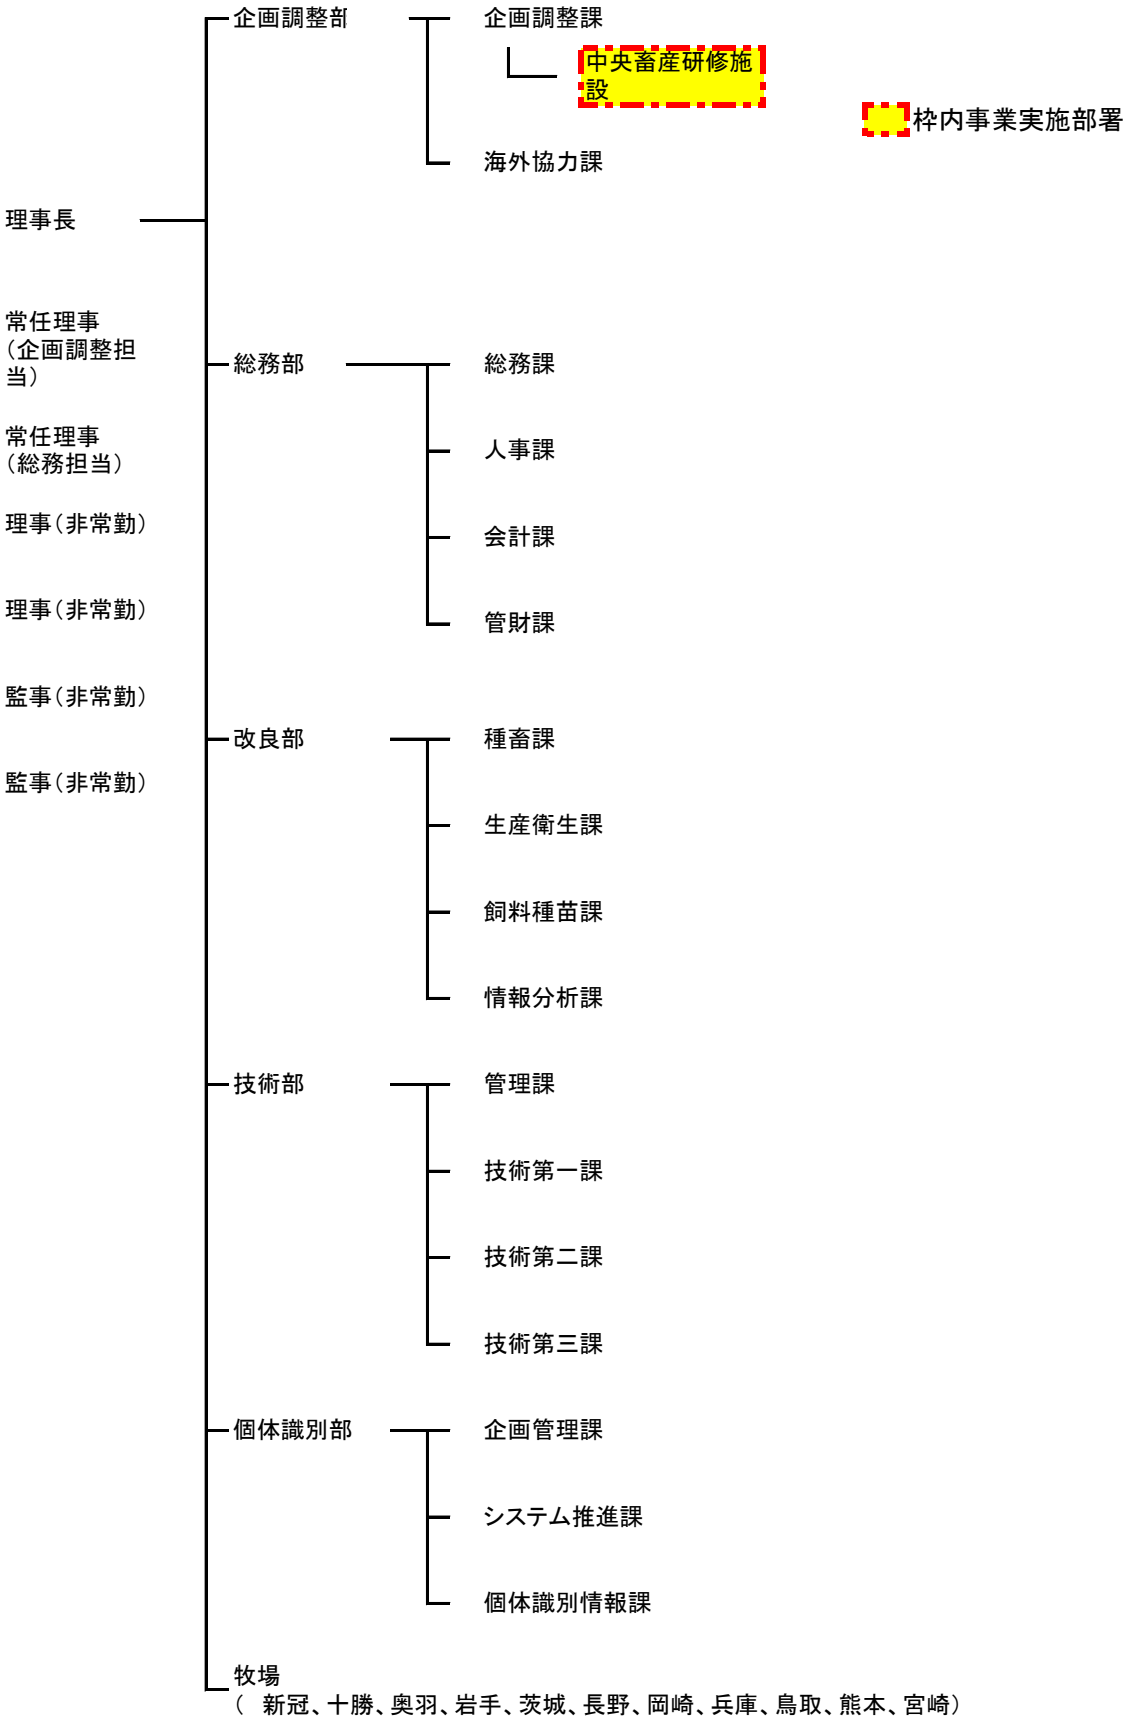 企画調整部
企画調整課
中央畜産研修施
設
枠内事業実施部署
海外協力課
理事長
常任理事
（企画調整担
当）
総務部
総務課
常任理事
（総務担当）
人事課
理事（非常勤）
会計課
理事（非常勤）
管財課
監事（非常勤）
改良部
種畜課
監事（非常勤）
生産衛生課
飼料種苗課
情報分析課
技術部
管理課
技術第一課
技術第二課
技術第三課
個体識別部
企画管理課
システム推進課
個体識別情報課
牧場
（　新冠、十勝、奥羽、岩手、茨城、長野、岡崎、兵庫、鳥取、熊本、宮崎）